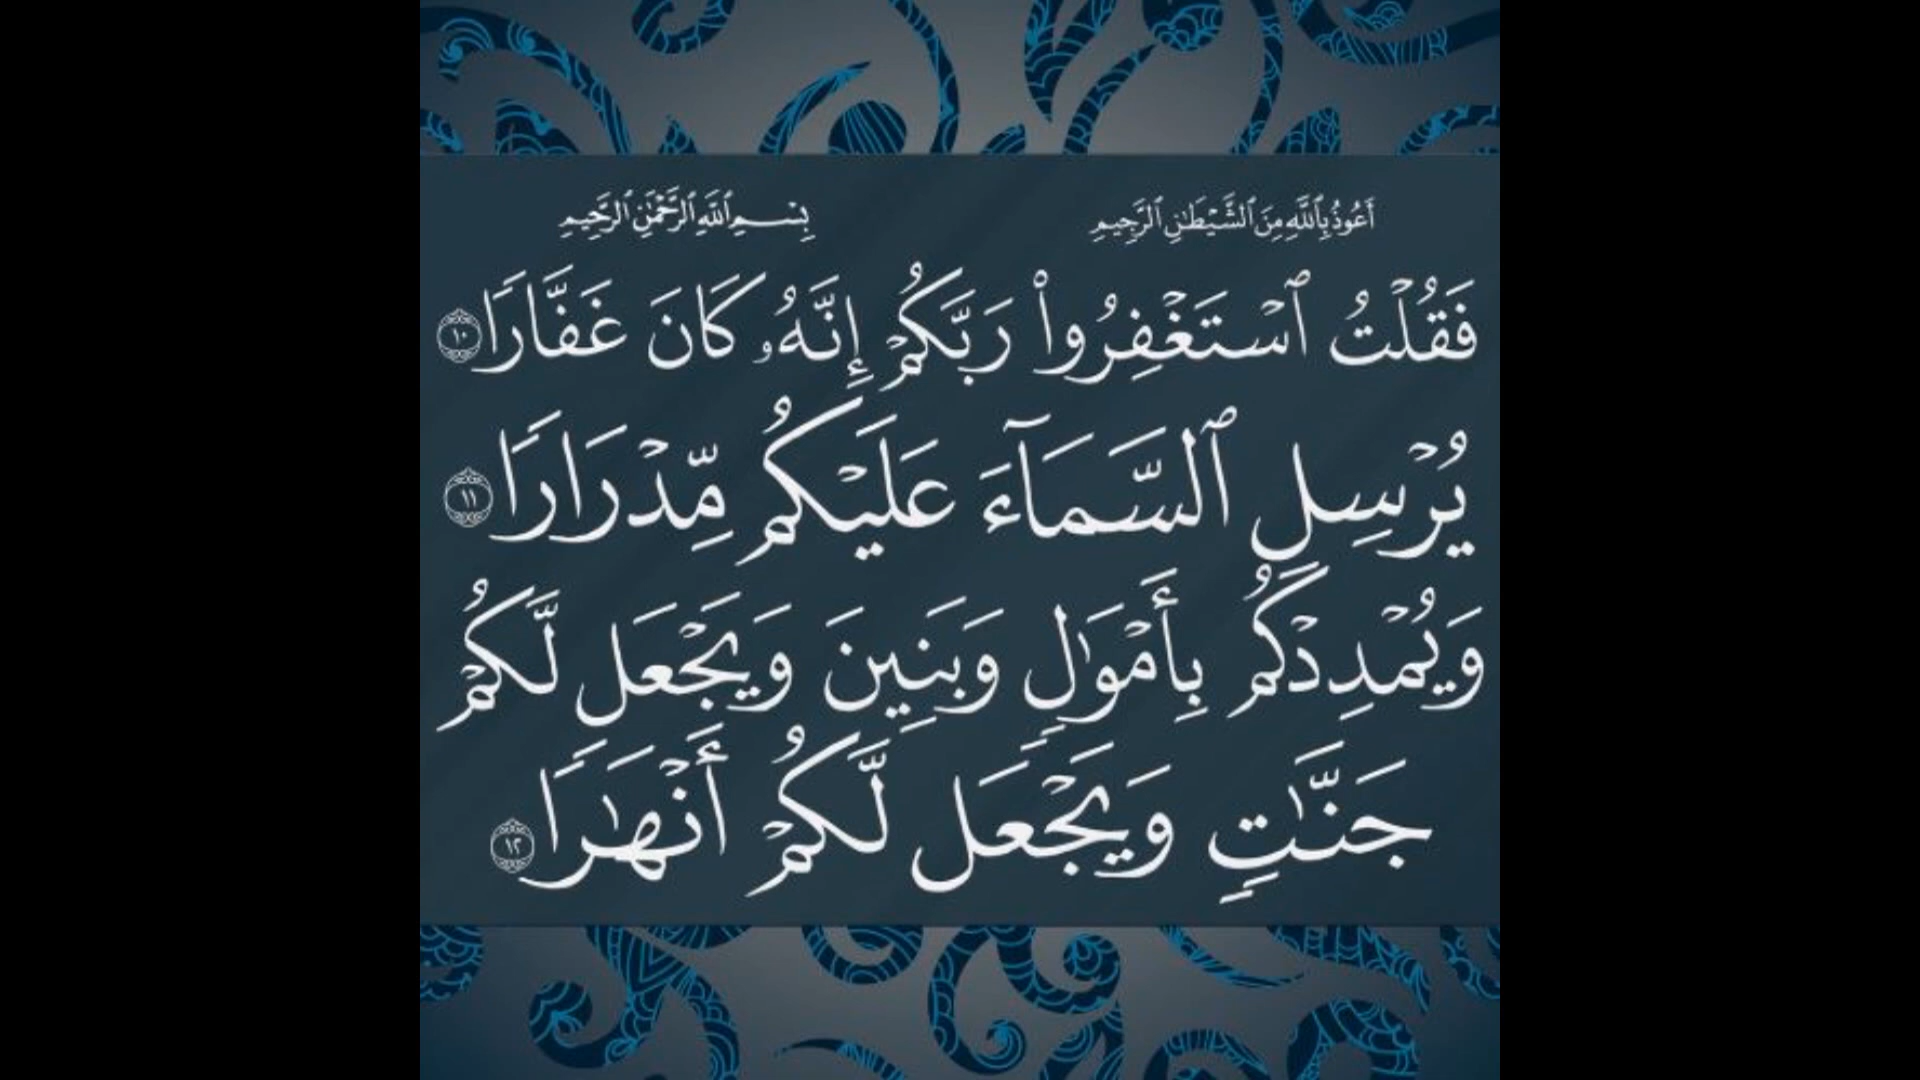 أَعُوذُ بِٱللَّهِ مِنَ ٱلشَّيْطَٰنِ ٱلرَّجِيمِ بِسْمِ ٱللَّهِ ٱلرَّحْمَٰنِ ٱلرَّحِيمِ
فَقُلْتُ ٱسْتَغْفِرُوا۟ رَبَّكُمْ إِنَّهُۥ كَانَ غَفَّارًا ١٠
يُرْسِلِ ٱلسَّمَآءَ عَلَيْكُم مِّدْرَارًا ١١
وَيُمْدِدْكُم بِأَمْوَٰلٍ وَبَنِينَ وَيَجْعَل لَّكُمْ
جَنَّٰتٍ وَيَجْعَل لَّكُمْ أَنْهَٰرًا ١٢